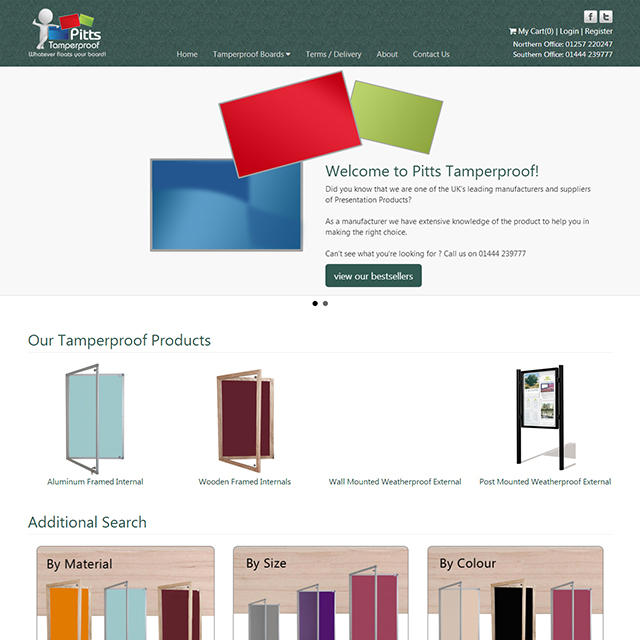 Pitts
Tamperproof
Whatever floats your board!
My Cart(0) | Login | Register
Northern Office: 01257 220247
Southern Office: 01444 239777
Home
Tamperproof Boards
Terms / Delivery
About
Contact Us
Welcome to Pitts Tamperproof!
Did you know that we are one of the UK's leading manufacturers and suppliers
of Presentation Products?
As a manufacturer we have extensive knowledge of the product to help you in
making the right choice.
Can't see what you're looking for ? Call us on 01444 239777
view our bestsellers
Our Tamperproof Products
Aluminum Framed Internal
Wooden Framed Internals
Wall Mounted Weatherproof External
Post Mounted Weatherproof External
Additional Search
By Material
By Size
By Colour